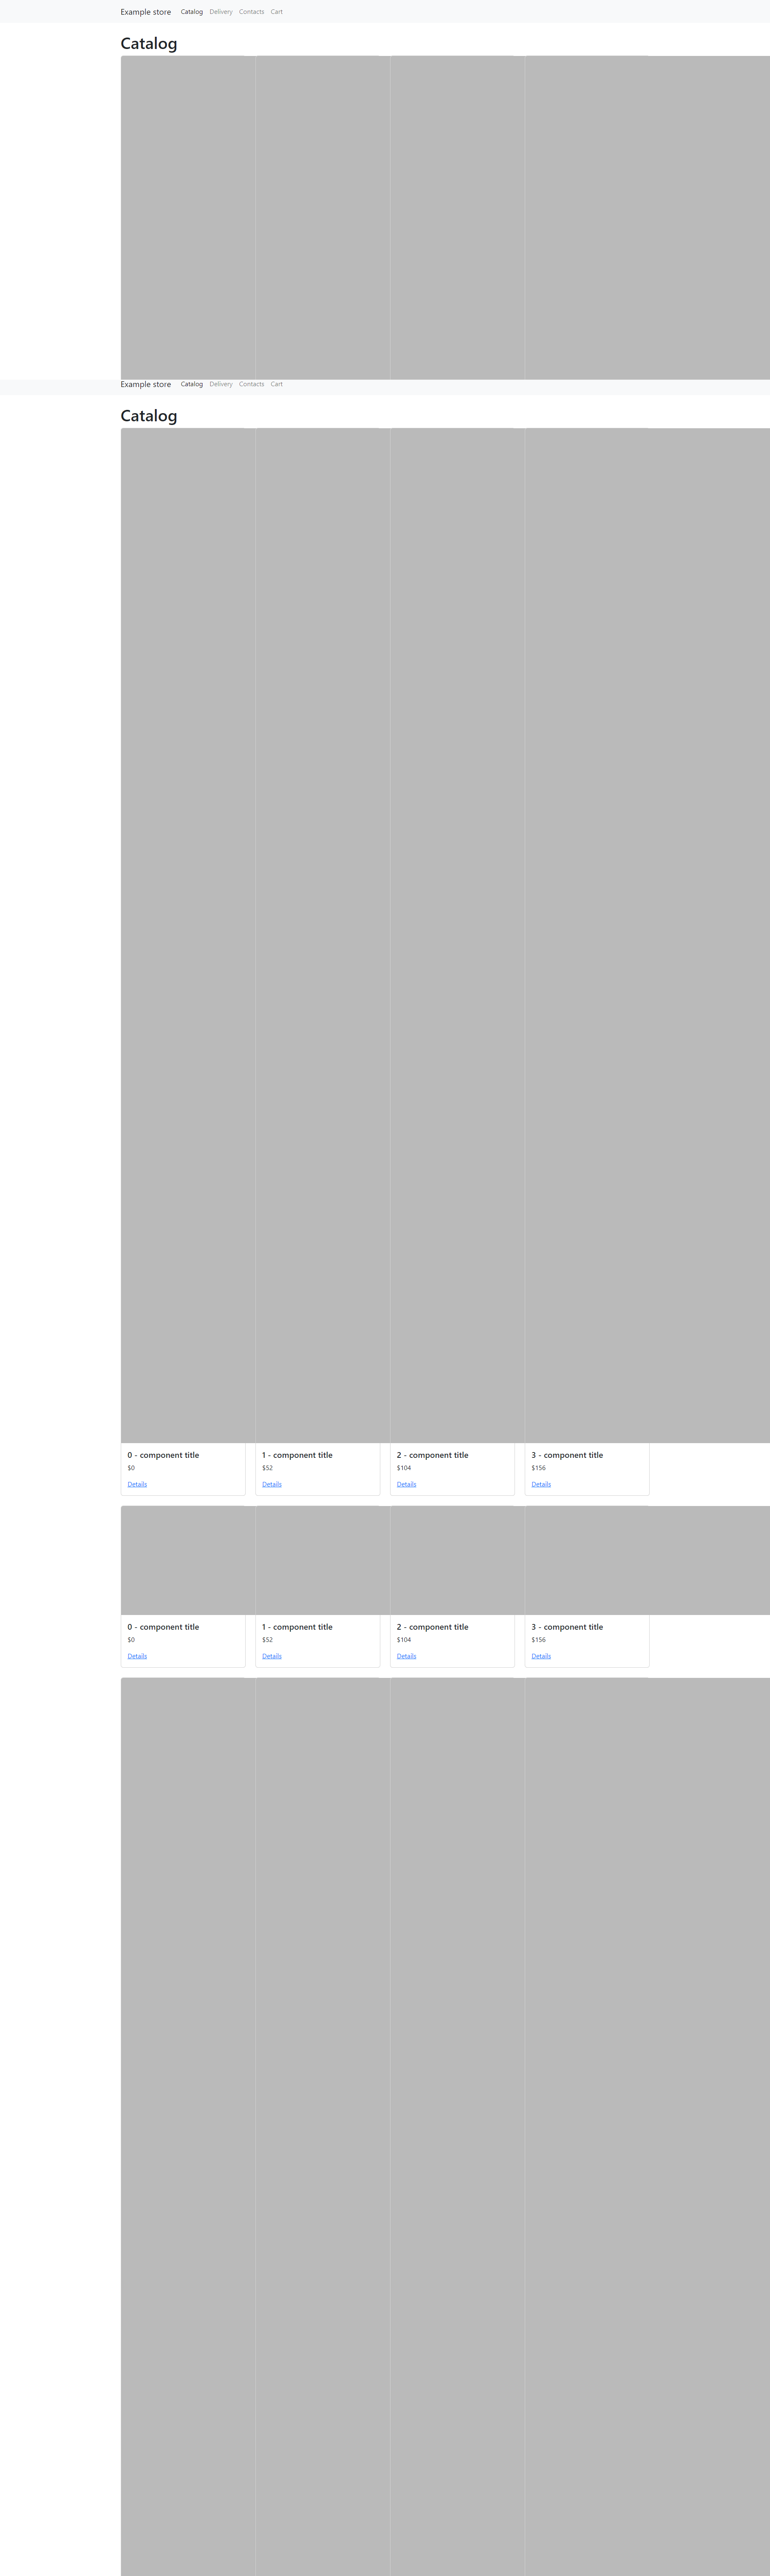 Example store Catalog Delivery Contacts Cart
Catalog
Example store Catalog Delivery Contacts Cart
Catalog
0 - component title 1 - component title 2 - component title 3 - component title
$0 $52 $104 $156
Details Details Details Details
0 - component title 1 - component title 2 - component title 3 - component title
$0 $52 $104 $156
Details Details Details Details